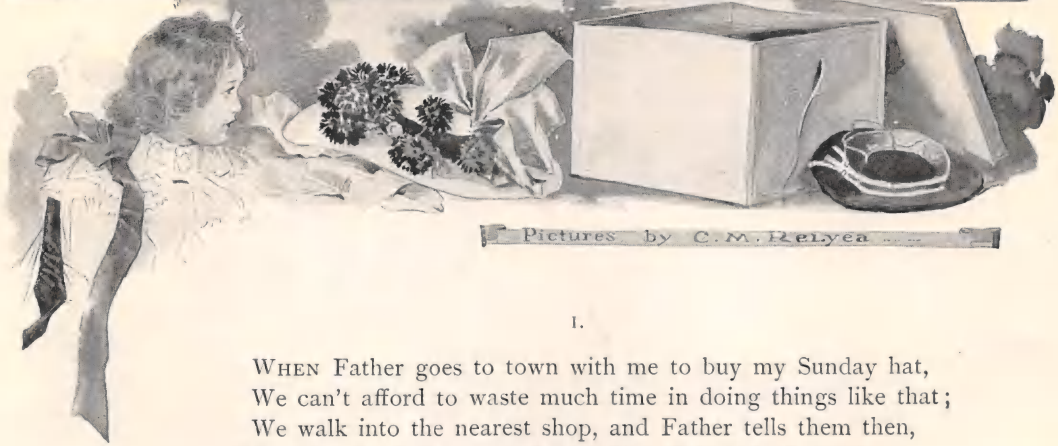 Pictures by C. M. Relyea
I.
WHEN Father goes to town with me to buy my Sunday hat,
We can't afford to waste much time in doing things like that;
We walk into the nearest shop, and Father tells them then,